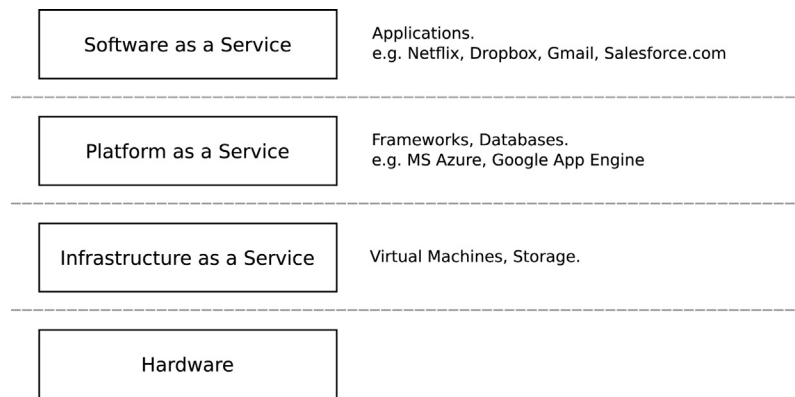 Software as a Service
Applications.
e.g. Netflix, Dropbox, Gmail, Salesforce.com
Platform as a Service
Frameworks, Databases.
e.g. MS Azure, Google App Engine
Infrastructure as a Service
Virtual Machines, Storage.
Hardware